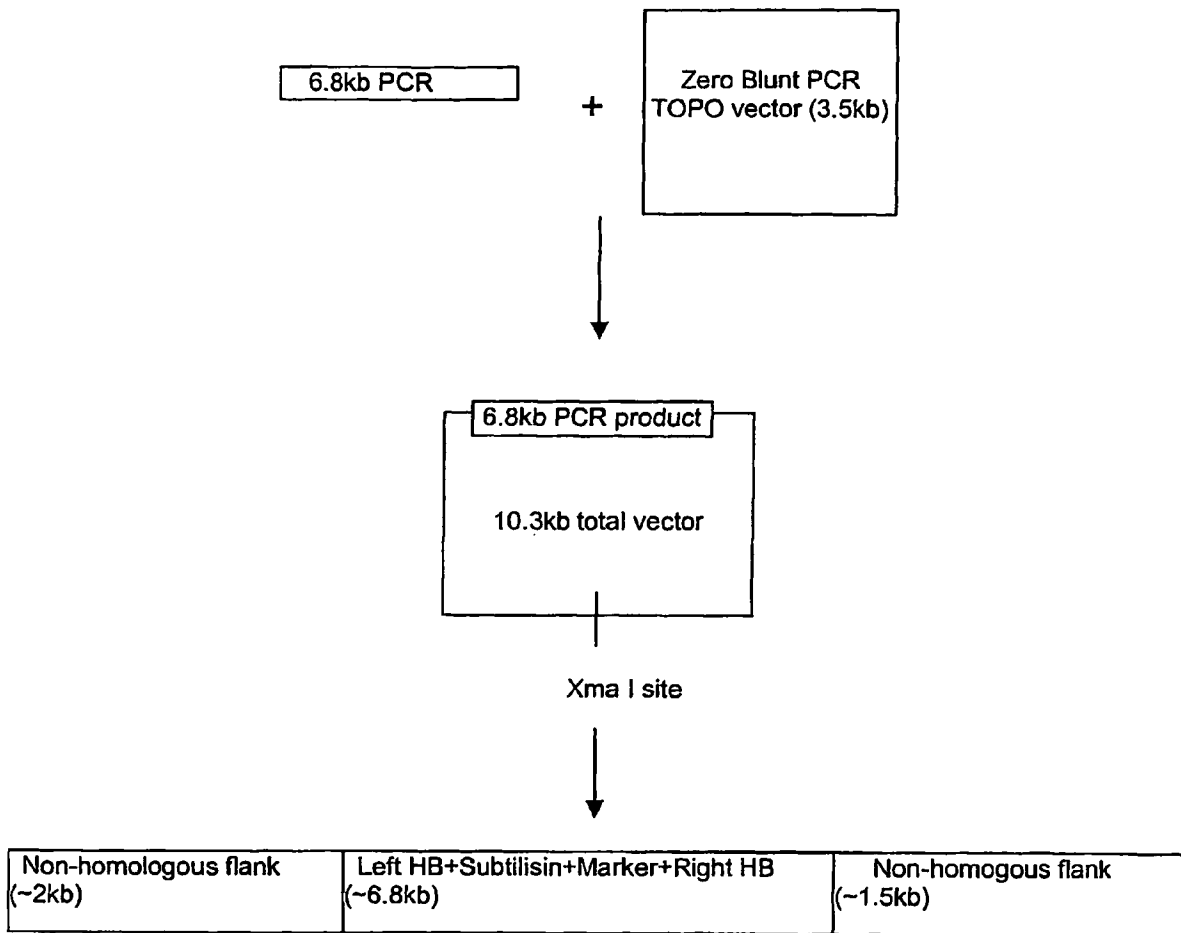 6.8kb PCR
+
Zero Blunt PCR
TOPO vector (3.5kb)
6.8kb PCR product
10.3kb total vector
Xma I site
Non-homologous flank
(~2kb)
Left HB+Subtilisin+Marker+Right HB
(~6.8kb)
Non-homogous flank
(~1.5kb)